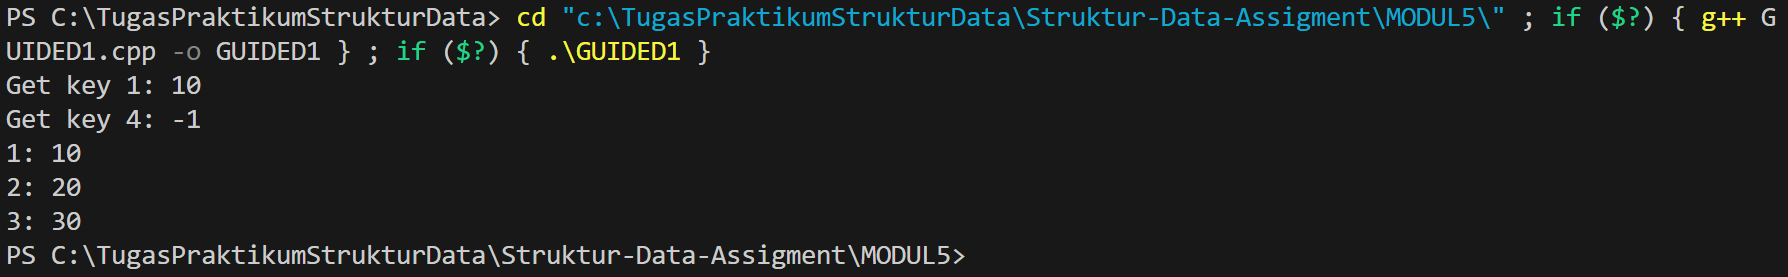 PS C:\TugasPraktikumStrukturData> cd "c:\TugasPraktikumStrukturData\Struktur-Data-Assigment\MODUL5\" ; if ($?) { g++ G
UIDED1.cpp -o GUIDED1 } ; if ($?) { .\GUIDED1 }
Get key 1: 10
Get key 4: -1
1: 10
2: 20
3: 30
PS C:\TugasPraktikumStrukturData\Struktur-Data-Assigment\MODUL5>